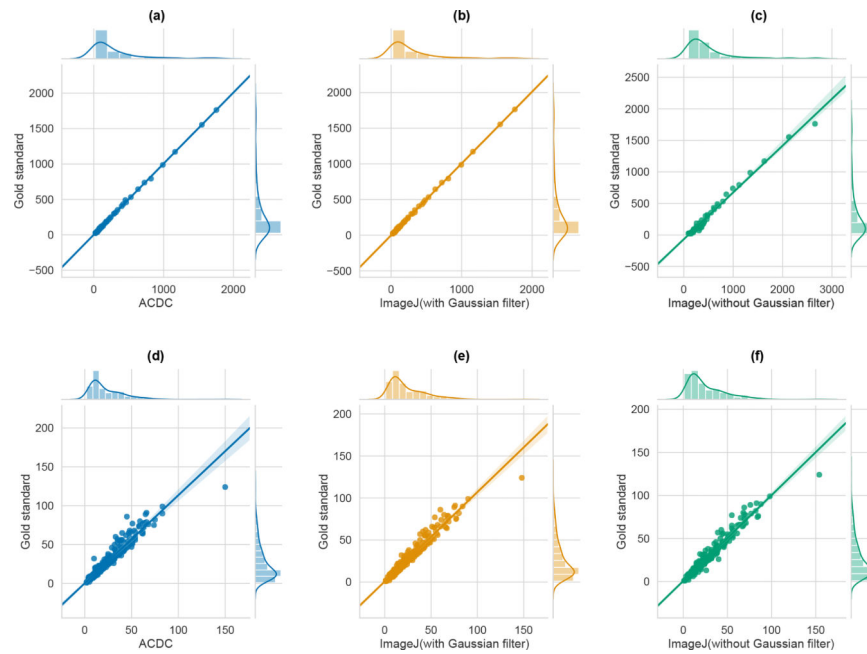 (a) (b) (c)
Gold standard
2000
1500
1000
500
0
−500
0 1000 2000
ACDC
Gold standard
2000
1500
1000
500
0
−500
0 1000 2000
ImageJ(with Gaussian filter)
Gold standard
2500
2000
1500
1000
500
0
−500
0 1000 2000 3000
ImageJ(without Gaussian filter)
(d) (e) (f)
Gold standard
200
150
100
50
0
0 50 100 150
ACDC
Gold standard
200
150
100
50
0
0 50 100 150
ImageJ(with Gaussian filter)
Gold standard
200
150
100
50
0
0 50 100 150
ImageJ(without Gaussian filter)